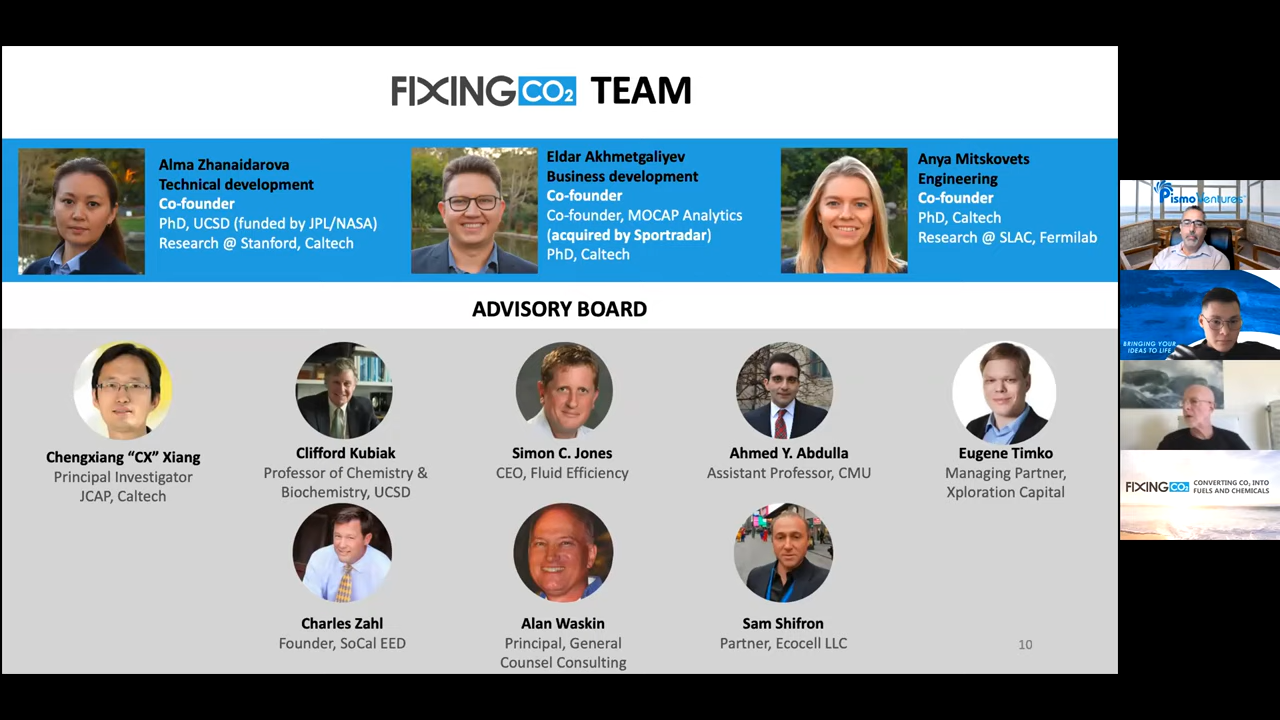 FIXING CO2 TEAM
Alma Zhanaidarova
Technical development
Co-founder
PhD, UCSD (funded by JPL/NASA)
Research @ Stanford, Caltech
Eldar Akhmetgaliyev
Business development
Co-founder
Co-founder, MOCAP Analytics
(acquired by Sportradar)
PhD, Caltech
Anya Mitskovets
Engineering
Co-founder
PhD, Caltech
Research @ SLAC, Fermilab
ADVISORY BOARD
Chengxiang “CX” Xiang
Principal Investigator
JCAP, Caltech
Clifford Kubiak
Professor of Chemistry &
Biochemistry, UCSD
Simon C. Jones
CEO, Fluid Efficiency
Ahmed Y. Abdulla
Assistant Professor, CMU
Eugene Timko
Managing Partner,
Xploration Capital
Charles Zahl
Founder, SoCal EED
Alan Waskin
Principal, General
Counsel Consulting
Sam Shifron
Partner, Ecocell LLC
10
Pismo Ventures
BRINGING YOUR
IDEAS TO LIFE
FIXING CO2
CONVERTING CO2 INTO
FUELS AND CHEMICALS